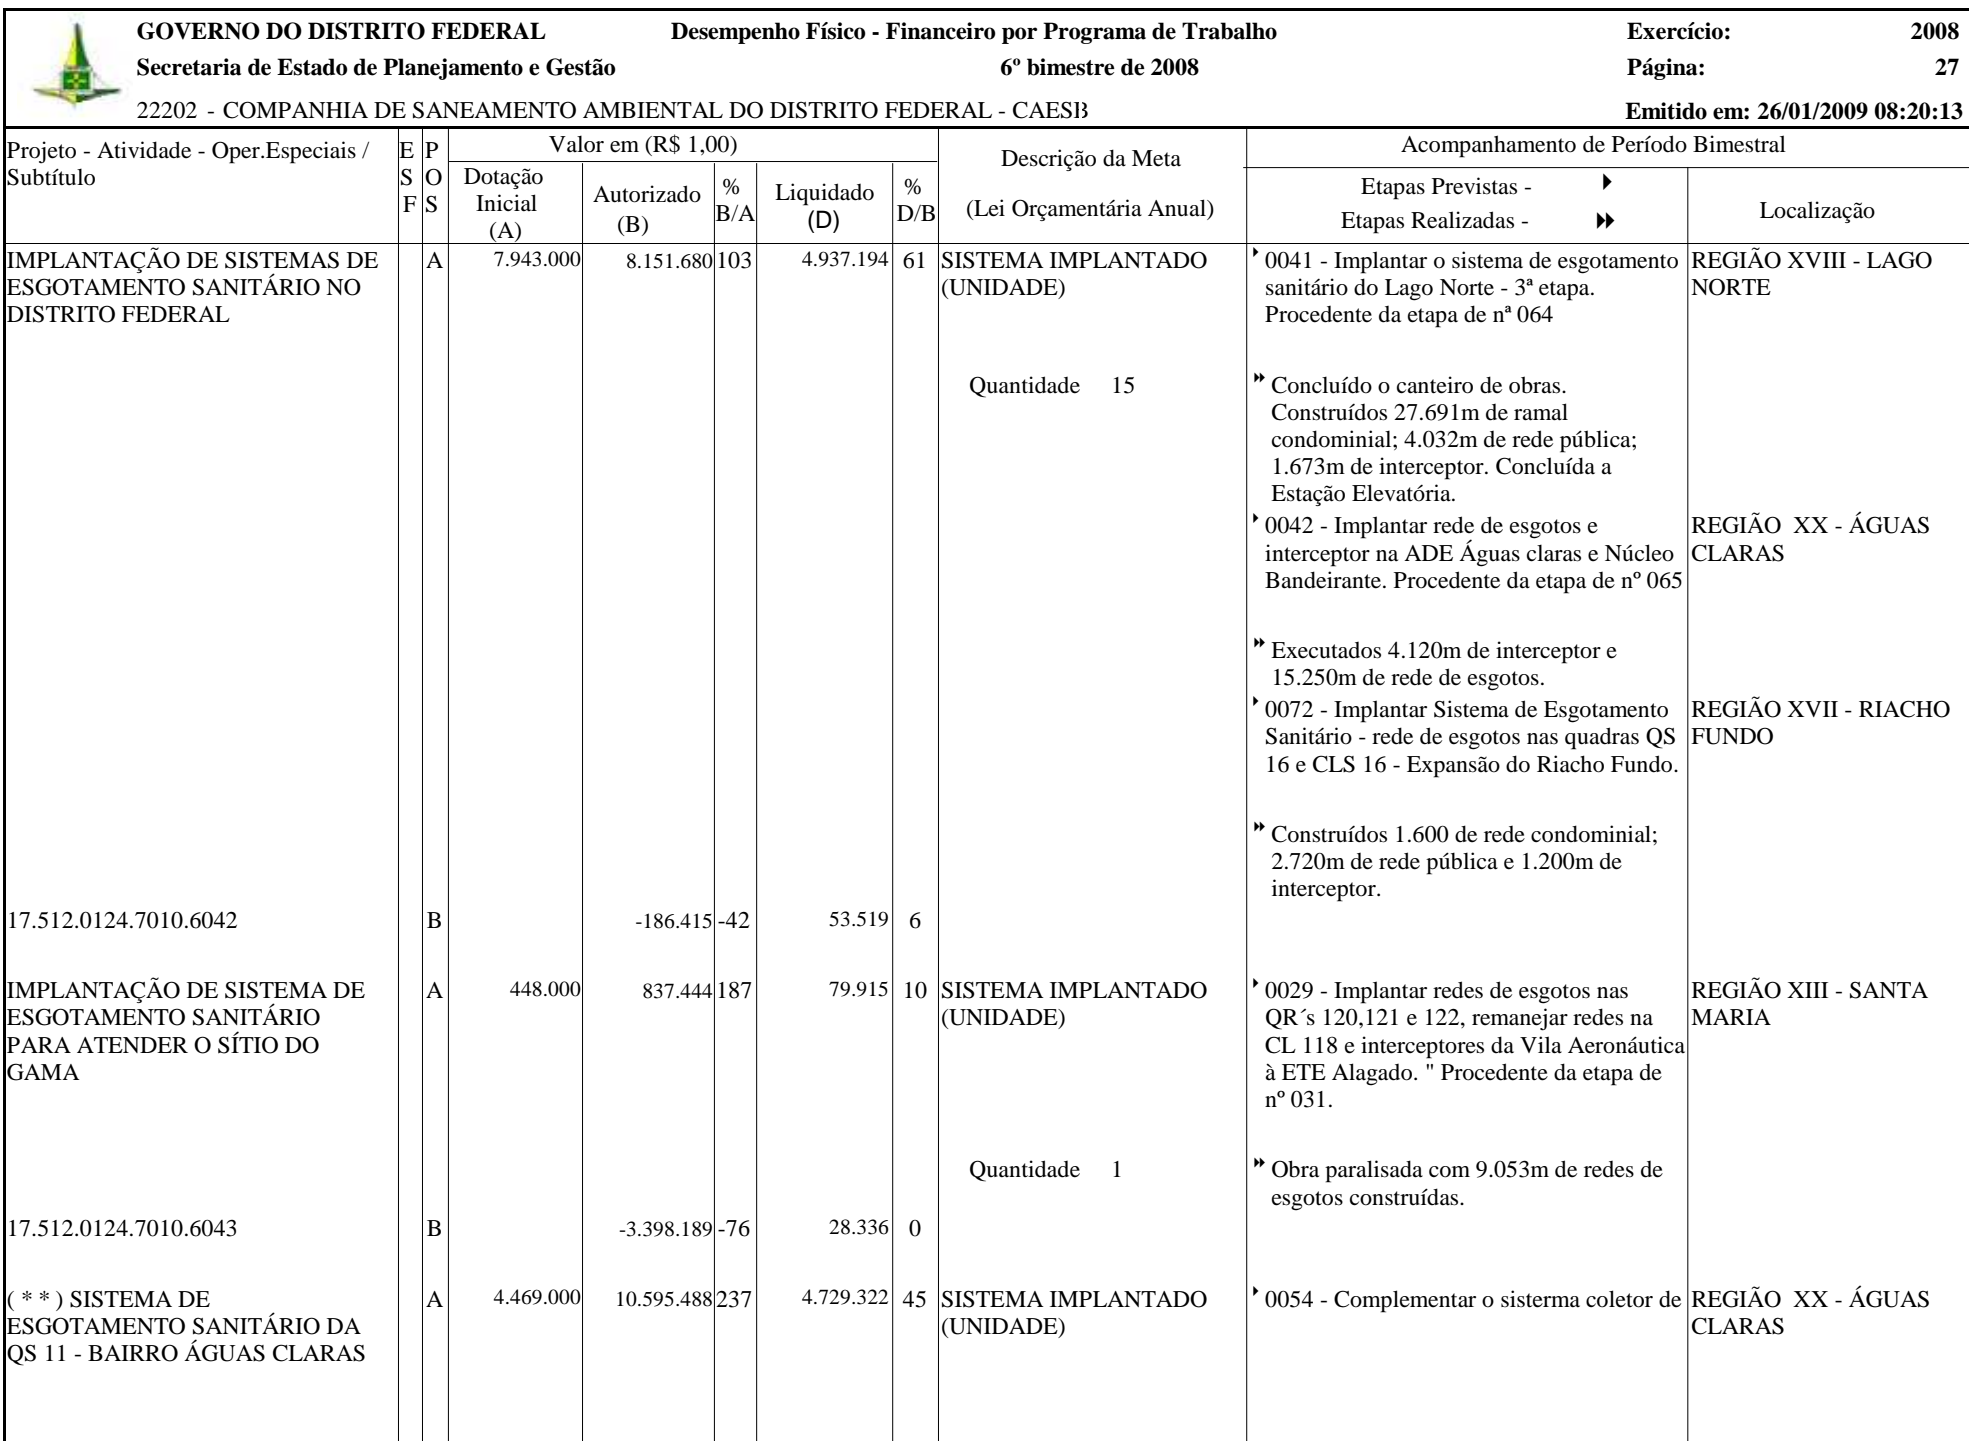 GOVERNO DO DISTRITO FEDERAL Desempenho Físico - Financeiro por Programa de Trabalho Exercício: 2008
Secretaria de Estado de Planejamento e Gestão 6º bimestre de 2008 Página: 27
22202 - COMPANHIA DE SANEAMENTO AMBIENTAL DO DISTRITO FEDERAL - CAESB Emitido em: 26/01/2009 08:20:13
Projeto - Atividade - Oper.Especiais /
Subtítulo
E
S
F
P
O
S
Valor em (R$ 1,00)
Dotação
Inicial
(A)
Autorizado
(B)
%
B/A
Liquidado
(D)
%
D/B
Descrição da Meta
(Lei Orçamentária Anual)
Acompanhamento de Período Bimestral
Etapas Previstas -
Etapas Realizadas -
Localização
IMPLANTAÇÃO DE SISTEMAS DE
ESGOTAMENTO SANITÁRIO NO
DISTRITO FEDERAL
A 7.943.000 8.151.680 103 4.937.194 61
SISTEMA IMPLANTADO
(UNIDADE)
Quantidade 15
0041 - Implantar o sistema de esgotamento
sanitário do Lago Norte - 3ª etapa.
Procedente da etapa de nª 064
REGIÃO XVIII - LAGO
NORTE
Concluído o canteiro de obras.
Construídos 27.691m de ramal
condominial; 4.032m de rede pública;
1.673m de interceptor. Concluída a
Estação Elevatória.
0042 - Implantar rede de esgotos e
interceptor na ADE Águas claras e Núcleo
Bandeirante. Procedente da etapa de nº 065
REGIÃO XX - ÁGUAS
CLARAS
Executados 4.120m de interceptor e
15.250m de rede de esgotos.
0072 - Implantar Sistema de Esgotamento
Sanitário - rede de esgotos nas quadras QS
16 e CLS 16 - Expansão do Riacho Fundo.
REGIÃO XVII - RIACHO
FUNDO
Construídos 1.600 de rede condominial;
2.720m de rede pública e 1.200m de
interceptor.
17.512.0124.7010.6042 B -186.415 -42 53.519 6
IMPLANTAÇÃO DE SISTEMA DE
ESGOTAMENTO SANITÁRIO
PARA ATENDER O SÍTIO DO
GAMA
A 448.000 837.444 187 79.915 10
SISTEMA IMPLANTADO
(UNIDADE)
Quantidade 1
0029 - Implantar redes de esgotos nas
QR´s 120,121 e 122, remanejar redes na
CL 118 e interceptores da Vila Aeronáutica
à ETE Alagado. " Procedente da etapa de
nº 031.
REGIÃO XIII - SANTA
MARIA
Obra paralisada com 9.053m de redes de
esgotos construídas.
17.512.0124.7010.6043 B -3.398.189 -76 28.336 0
( * * ) SISTEMA DE
ESGOTAMENTO SANITÁRIO DA
QS 11 - BAIRRO ÁGUAS CLARAS
A 4.469.000 10.595.488 237 4.729.322 45
SISTEMA IMPLANTADO
(UNIDADE)
0054 - Complementar o sisterma coletor de
REGIÃO XX - ÁGUAS
CLARAS